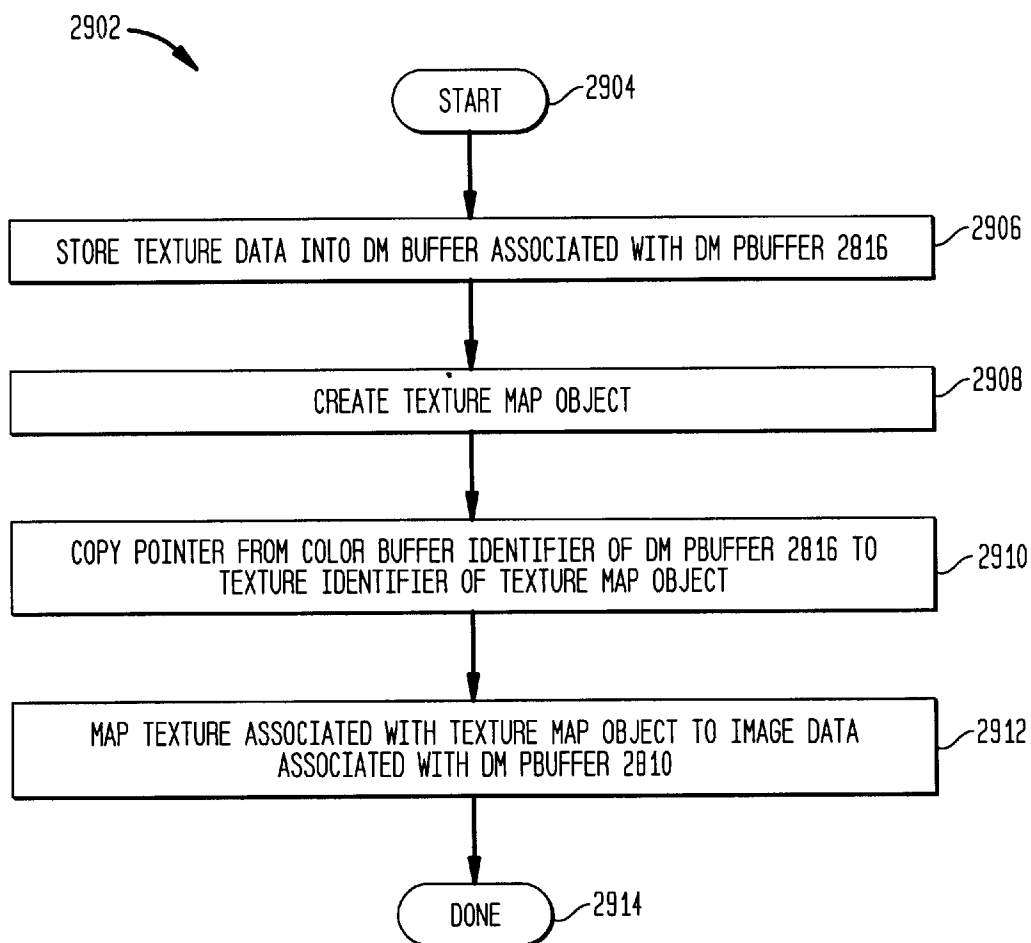 2902
START
2904
STORE TEXTURE DATA INTO DM BUFFER ASSOCIATED WITH DM PBUFFER 2816
2906
CREATE TEXTURE MAP OBJECT
2908
COPY POINTER FROM COLOR BUFFER IDENTIFIER OF DM PBUFFER 2816 TO
TEXTURE IDENTIFIER OF TEXTURE MAP OBJECT
2910
MAP TEXTURE ASSOCIATED WITH TEXTURE MAP OBJECT TO IMAGE DATA
ASSOCIATED WITH DM PBUFFER 2810
2912
DONE
2914